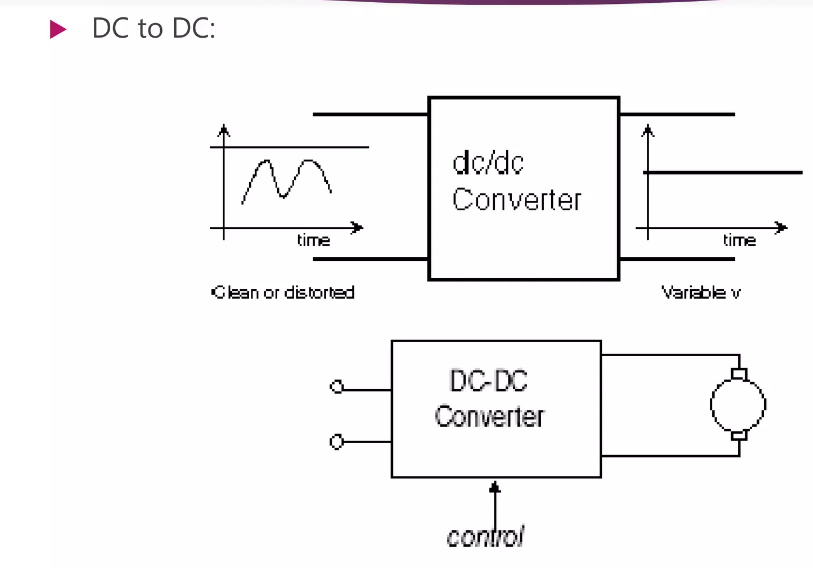 DC to DC:
dc/dc
Converter
time
time
Clean or distorted
Variable v
DC-DC
Converter
control